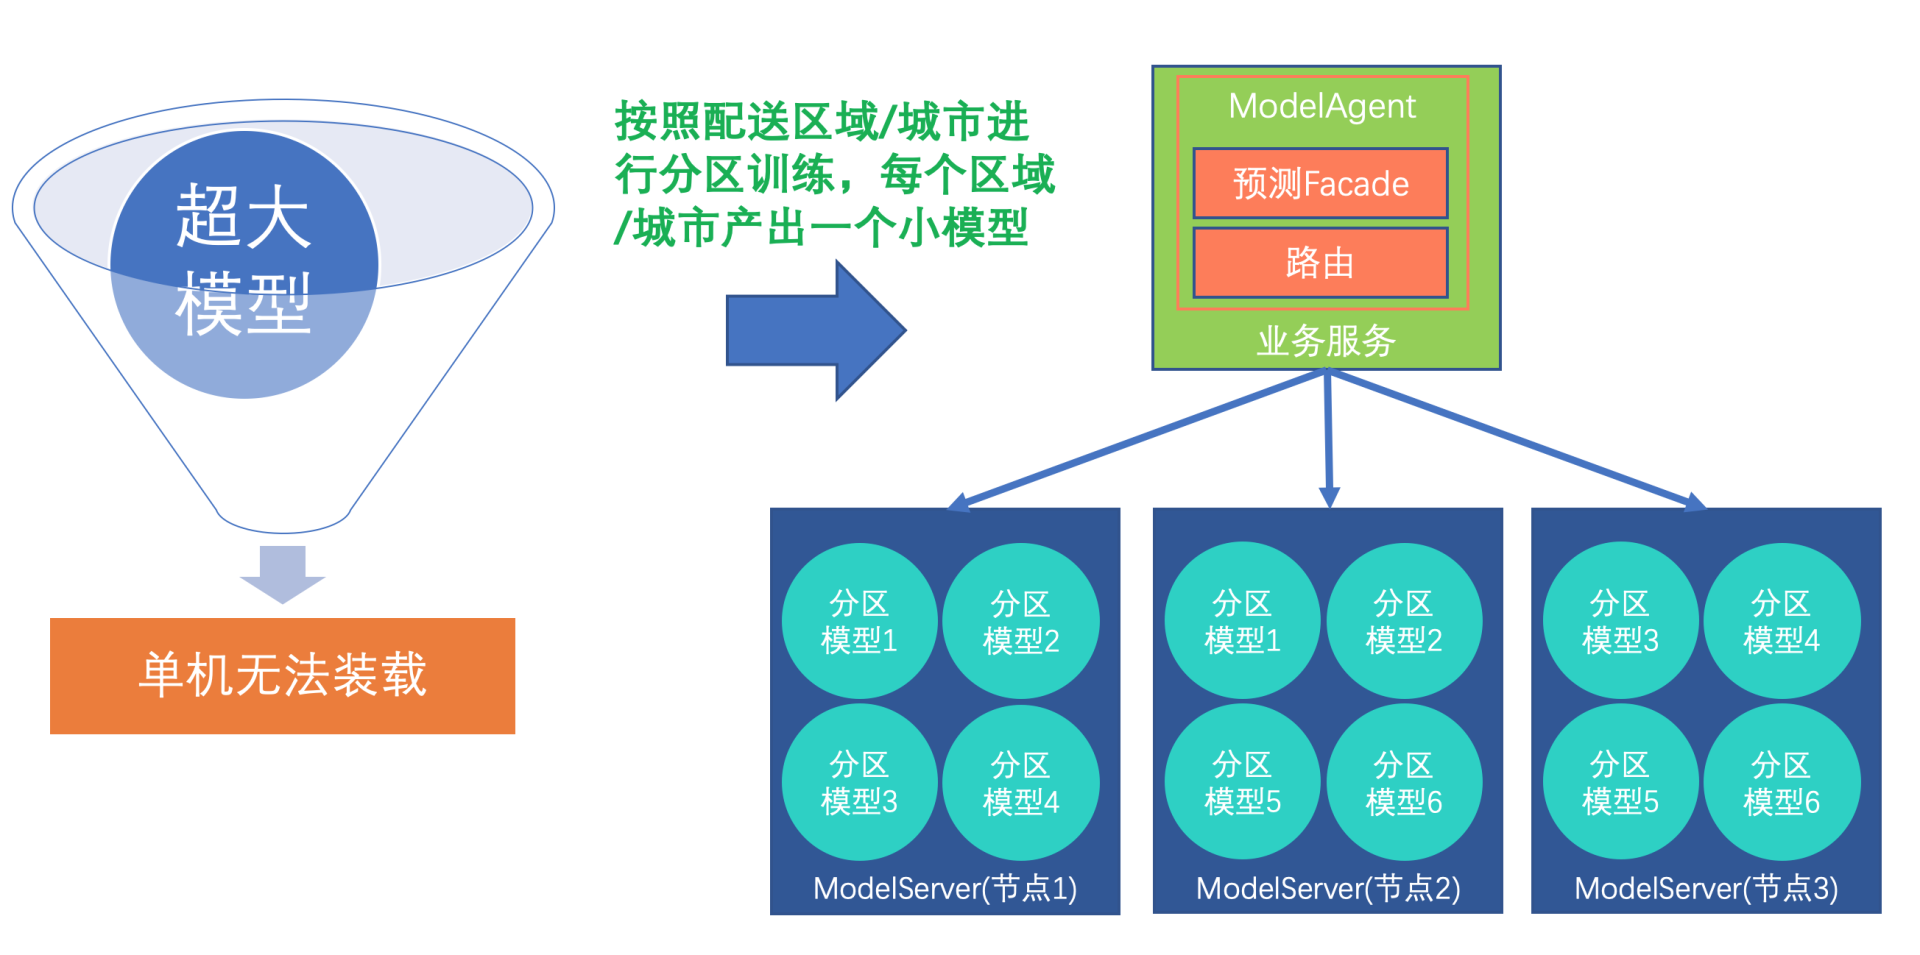 超大
模型
单机无法装载
按照配送区域/城市进
行分区训练，每个区域
/城市产出一个小模型
ModelAgent
预测Facade
路由
业务服务
分区
模型1
分区
模型2
分区
模型3
分区
模型4
ModelServer(节点1)
分区
模型1
分区
模型2
分区
模型5
分区
模型6
ModelServer(节点2)
分区
模型3
分区
模型4
分区
模型5
分区
模型6
ModelServer(节点3)